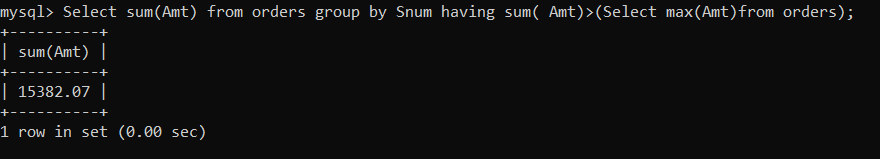 mysql> Select sum(Amt) from orders group by Snum having sum( Amt)>(Select max(Amt)from orders);
+----------+
| sum(Amt) |
+----------+
| 15382.07 |
+----------+
1 row in set (0.00 sec)